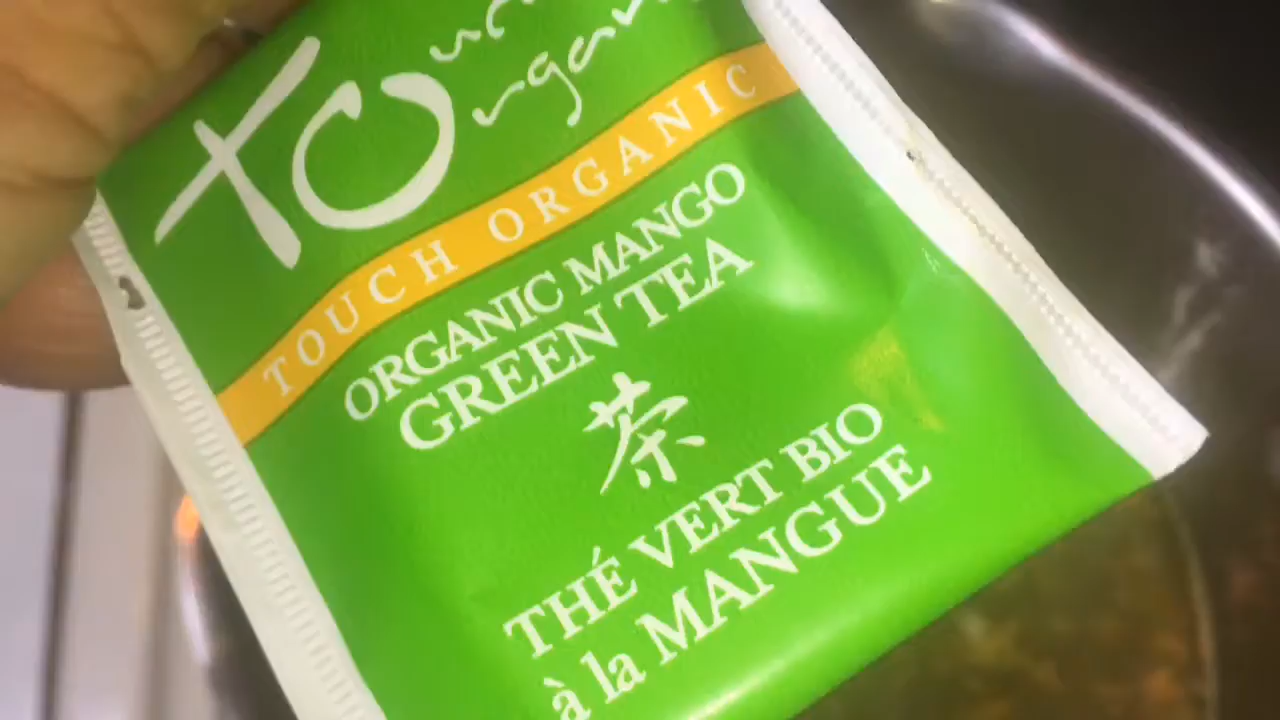 TO
TOUCH ORGANIC
ORGANIC MANGO
GREEN TEA
茶
THÉ VERT BIO
à la MANGUE